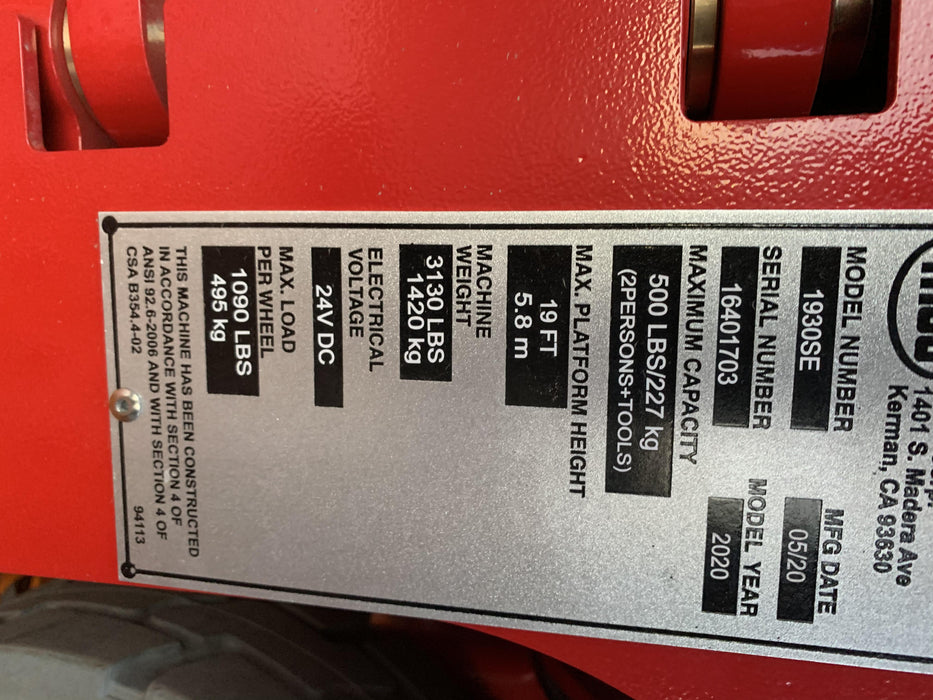 1401 S. Madera Ave
Kerman, CA 93630
MODEL NUMBER
1930SE
MFG DATE
05/20
SERIAL NUMBER
16401703
MODEL YEAR
2020
MAXIMUM CAPACITY
500 LBS/227 kg
(2PERSONS+TOOLS)
MAX. PLATFORM HEIGHT
19 FT
5.8 m
MACHINE
WEIGHT
3130 LBS
1420 kg
ELECTRICAL
VOLTAGE
24V DC
MAX. LOAD
PER WHEEL
1090 LBS
495 kg
THIS MACHINE HAS BEEN CONSTRUCTED
IN ACCORDANCE WITH SECTION 4 OF
ANSI 92.6-2006 AND WITH SECTION 4 OF
CSA B354.4-02
94113